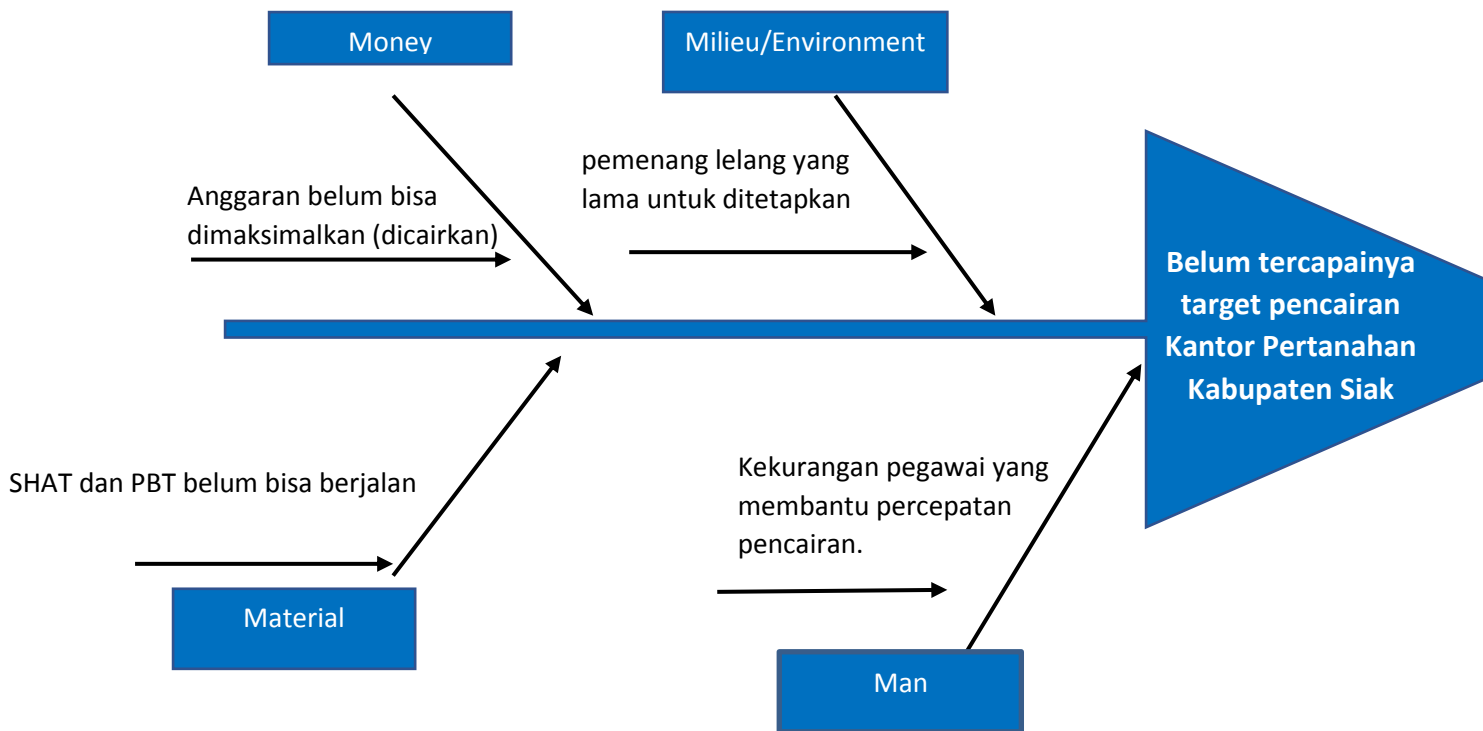 Money
Milieu/Environment
Anggaran belum bisa
dimaksimalkan (dicairkan)
pemenang lelang yang
lama untuk ditetapkan
Belum tercapainya
target pencairan
Kantor Pertanahan
Kabupaten Siak
SHAT dan PBT belum bisa berjalan
Material
Kekurangan pegawai yang
membantu percepatan
pencairan.
Man